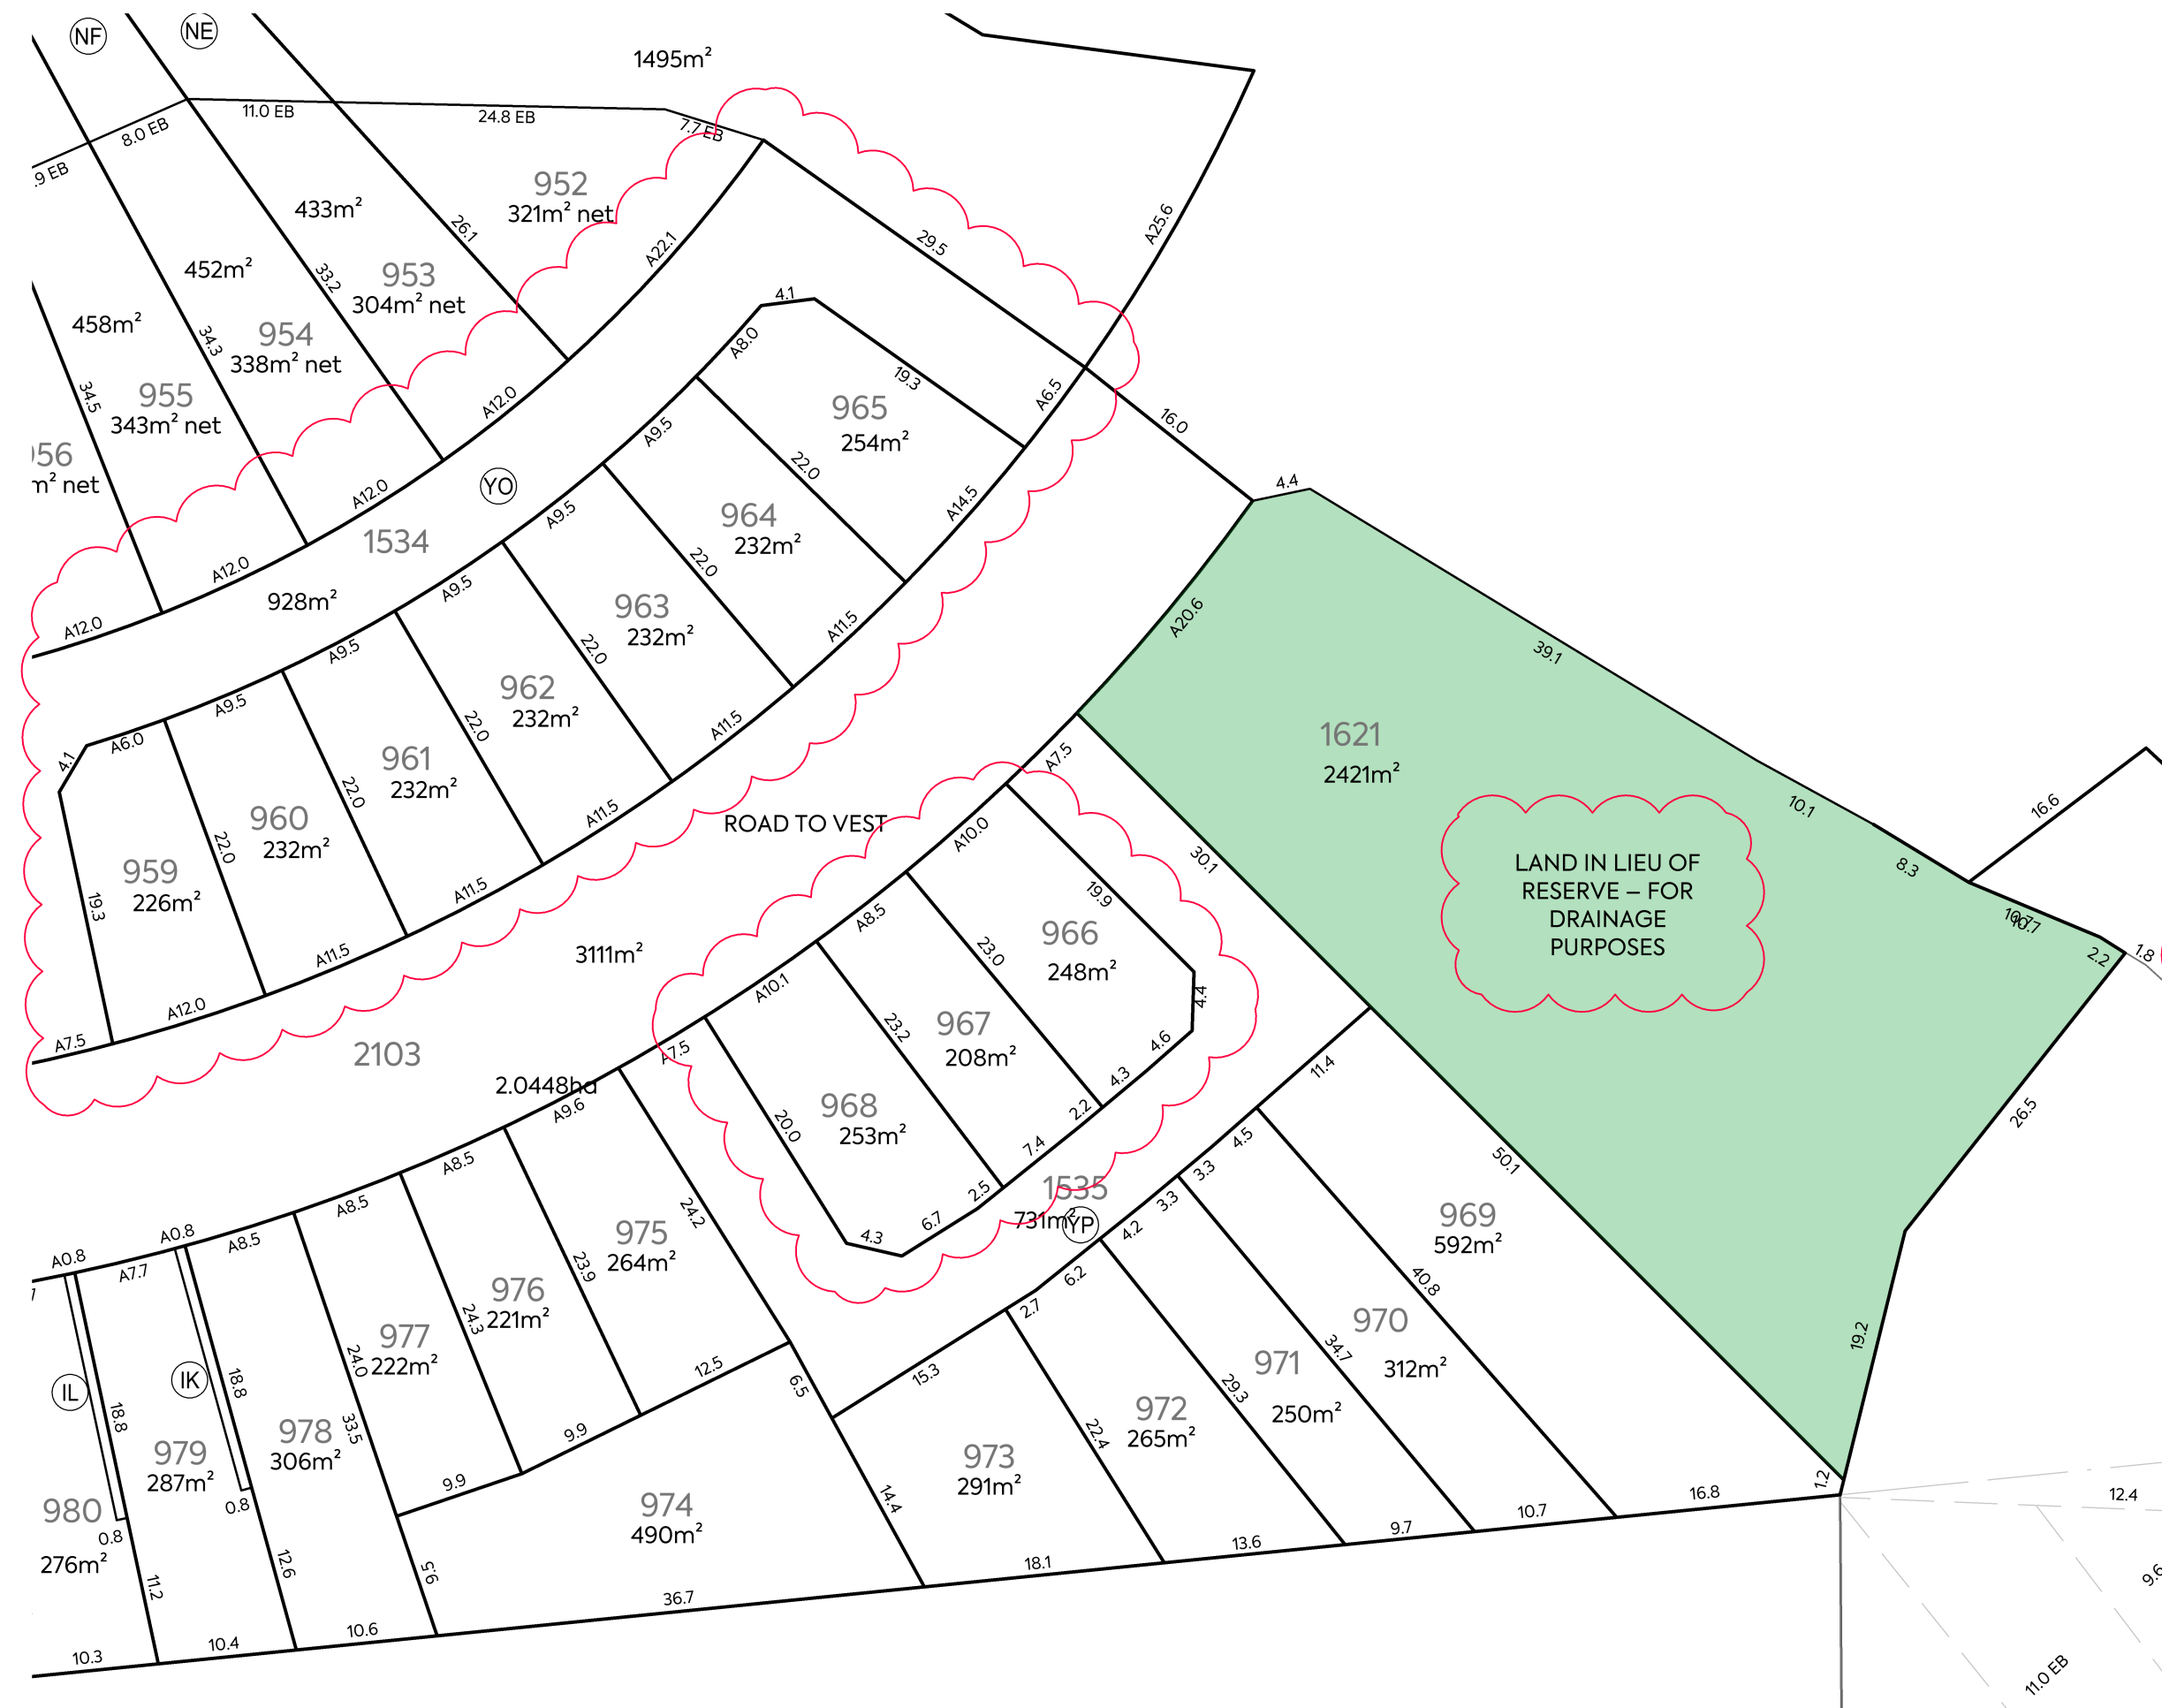 NF
NE
1495m²
8.0 EB
11.0 EB
24.8 EB
7.7 EB
.9 EB
952
321m² net
433m²
26.1
A22.1
29.5
A25.6
452m²
33.2
953
304m² net
458m²
34.3
954
338m² net
34.5
955
343m² net
956
m² net
4.1
A8.0
19.3
A6.5
16.0
965
254m²
A12.0
A9.5
22.0
4.4
YO
A12.0
A9.5
964
232m²
22.0
A14.5
1534
A12.0
928m²
A9.5
963
232m²
22.0
A11.5
A20.6
39.1
A12.0
A9.5
962
232m²
22.0
A11.5
A9.5
961
232m²
22.0
A11.5
4.1
A6.0
960
232m²
22.0
A11.5
959
226m²
19.3
A12.0
A11.5
A7.5
ROAD TO VEST
3111m²
2103
2.0448ha
1621
2421m²
LAND IN LIEU OF
RESERVE – FOR
DRAINAGE
PURPOSES
10.1
8.3
16.6
10.7
2.2
1.8
26.5
19.2
1.2
A7.5
30.1
50.1
A10.0
19.9
966
248m²
4.4
4.6
4.3
A8.5
23.0
967
208m²
2.2
7.4
A10.1
23.2
968
253m²
20.0
2.5
6.7
4.3
A7.5
1535
731m²
YP
11.4
4.5
3.3
3.3
4.2
6.2
2.7
15.3
969
592m²
40.8
970
312m²
34.7
971
250m²
29.3
972
265m²
22.4
973
291m²
14.4
6.5
A9.6
24.2
975
264m²
23.9
12.5
A8.5
976
221m²
24.3
9.9
A8.5
977
222m²
24.0
33.5
9.9
974
490m²
9.5
A8.5
A0.8
A7.7
A0.8
7
IL
IK
18.8
18.8
978
306m²
979
287m²
980
276m²
0.8
0.8
12.6
11.2
10.3
10.4
10.6
36.7
18.1
13.6
9.7
10.7
16.8
12.4
9.6
11.0 EB